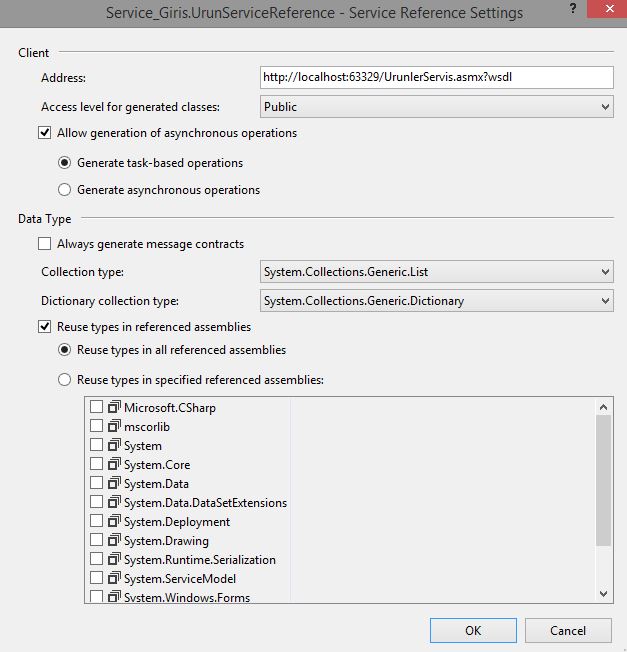 Service_Giris.UrunServiceReference - Service Reference Settings
?
Client
Address:
http://localhost:63329/UrunlerServis.asmx?wsdl
Access level for generated classes:
Public
Allow generation of asynchronous operations
Generate task-based operations
Generate asynchronous operations
Data Type
Always generate message contracts
Collection type:
System.Collections.Generic.List
Dictionary collection type:
System.Collections.Generic.Dictionary
Reuse types in referenced assemblies
Reuse types in all referenced assemblies
Reuse types in specified referenced assemblies:
Microsoft.CSharp
mscorlib
System
System.Core
System.Data
System.Data.DataSetExtensions
System.Deployment
System.Drawing
System.Runtime.Serialization
System.ServiceModel
System.Windows.Forms
OK
Cancel